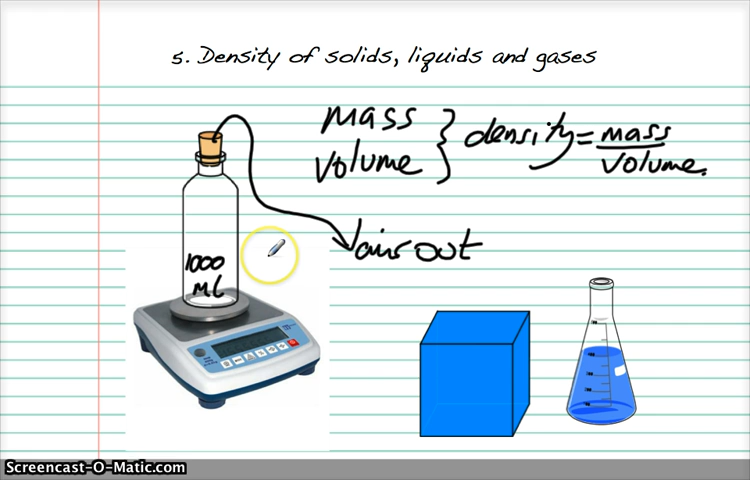 5. Density of solids, liquids and gases
mass
volume
density = mass
volume.
air out
1000
ML
Screencast-O-Matic.com